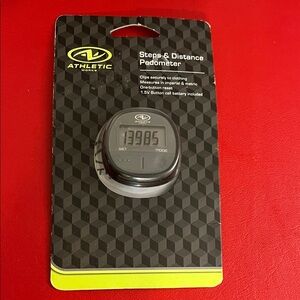 ATHLETIC
WORKS
Steps & Distance
Pedometer
Clips securely to clothing
Measures in imperial & metric
One-button reset
1.5V Button cell battery included
13985
SET
MODE